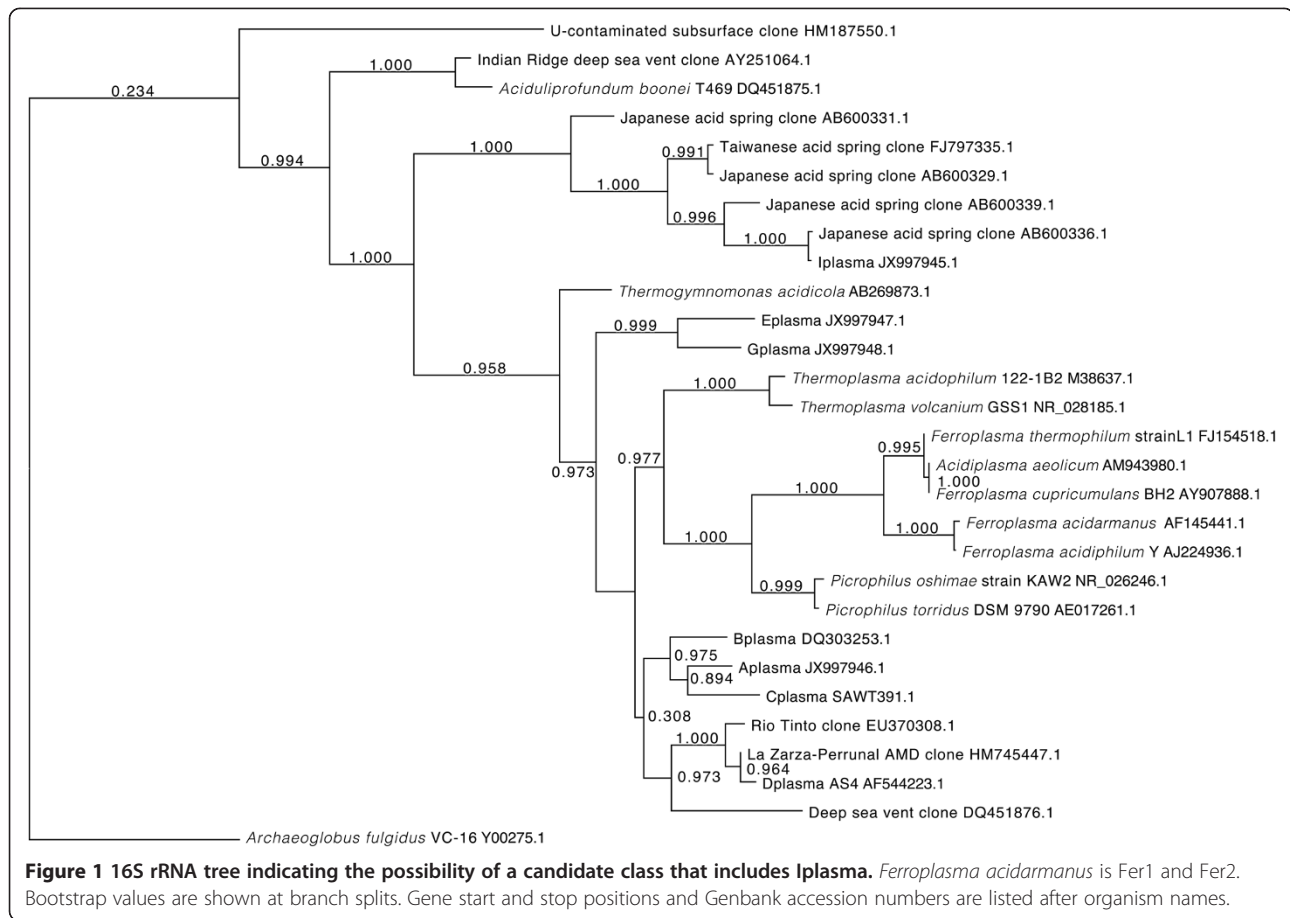 U-contaminated subsurface clone HM187550.1
Indian Ridge deep sea vent clone AY251064.1
1.000
Aciduliprofundum boonei T469 DQ451875.1
0.234
Japanese acid spring clone AB600331.1
Taiwanese acid spring clone FJ797335.1
0.991
1.000
0.994
Japanese acid spring clone AB600329.1
1.000
Japanese acid spring clone AB600339.1
0.996
Japanese acid spring clone AB600336.1
1.000
1.000
Iplasma JX997945.1
Thermogymnomonas acidicola AB269873.1
Eplasma JX997947.1
0.999
Gplasma JX997948.1
0.958
Thermoplasma acidophilum 122-1B2 M38637.1
1.000
Thermoplasma volcanium GSS1 NR_028185.1
Ferroplasma thermophilum strainL1 FJ154518.1
0.995
0.977
0.973
Acidiplasma aeolicum AM943980.1
1.000
1.000
Ferroplasma cupricumulans BH2 AY907888.1
Ferroplasma acidarmanus AF145441.1
1.000
1.000
Ferroplasma acidiphilum Y AJ224936.1
Picrophilus oshimae strain KAW2 NR_026246.1
0.999
Picrophilus torridus DSM 9790 AE017261.1
Bplasma DQ303253.1
0.975
Aplasma JX997946.1
0.894
Cplasma SAWT391.1
0.308
Rio Tinto clone EU370308.1
1.000
La Zarza-Perrunal AMD clone HM745447.1
0.964
0.973
Dplasma AS4 AF544223.1
Deep sea vent clone DQ451876.1
Archaeoglobus fulgidus VC-16 Y00275.1
Figure 1 16S rRNA tree indicating the possibility of a candidate class that includes Iplasma. Ferroplasma acidarmanus is Fer1 and Fer2.
Bootstrap values are shown at branch splits. Gene start and stop positions and Genbank accession numbers are listed after organism names.